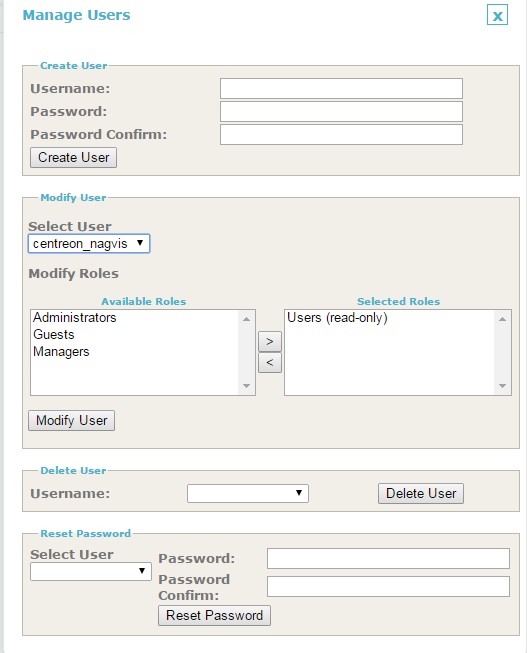 Manage Users
x
Create User
Username:
Password:
Password Confirm:
Create User
Modify User
Select User
centreon_nagvis
Modify Roles
Available Roles
Selected Roles
Administrators
Guests
Managers
>
<
Users (read-only)
Modify User
Delete User
Username:
Delete User
Reset Password
Select User
Password:
Password
Confirm:
Reset Password